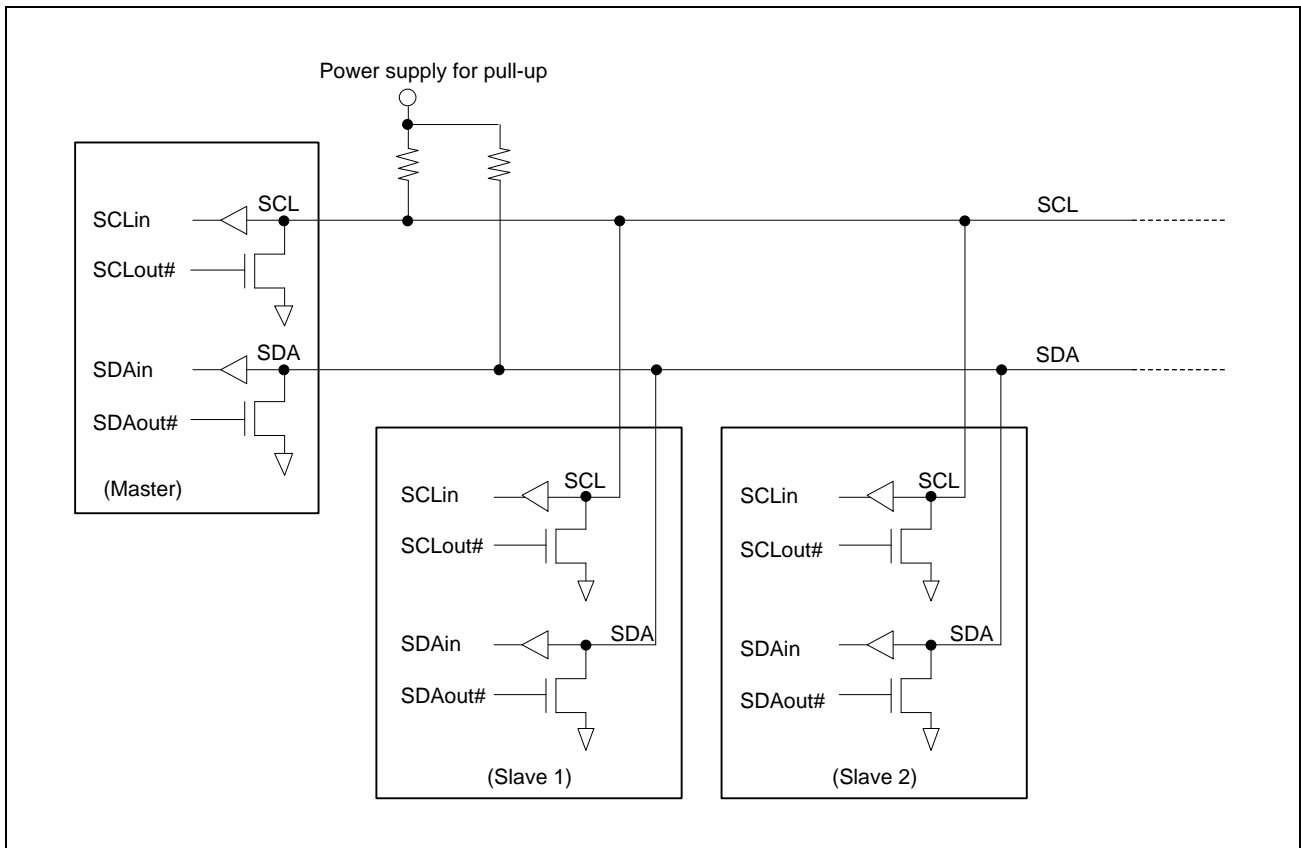 Power supply for pull-up
SCL
SCLin
SCLout#
SDA
SDAin
SDAout#
(Master)
SCL
SDA
SCL
SCLin
SCLout#
SDA
SDAin
SDAout#
(Slave 1)
SCL
SCLin
SCLout#
SDA
SDAin
SDAout#
(Slave 2)